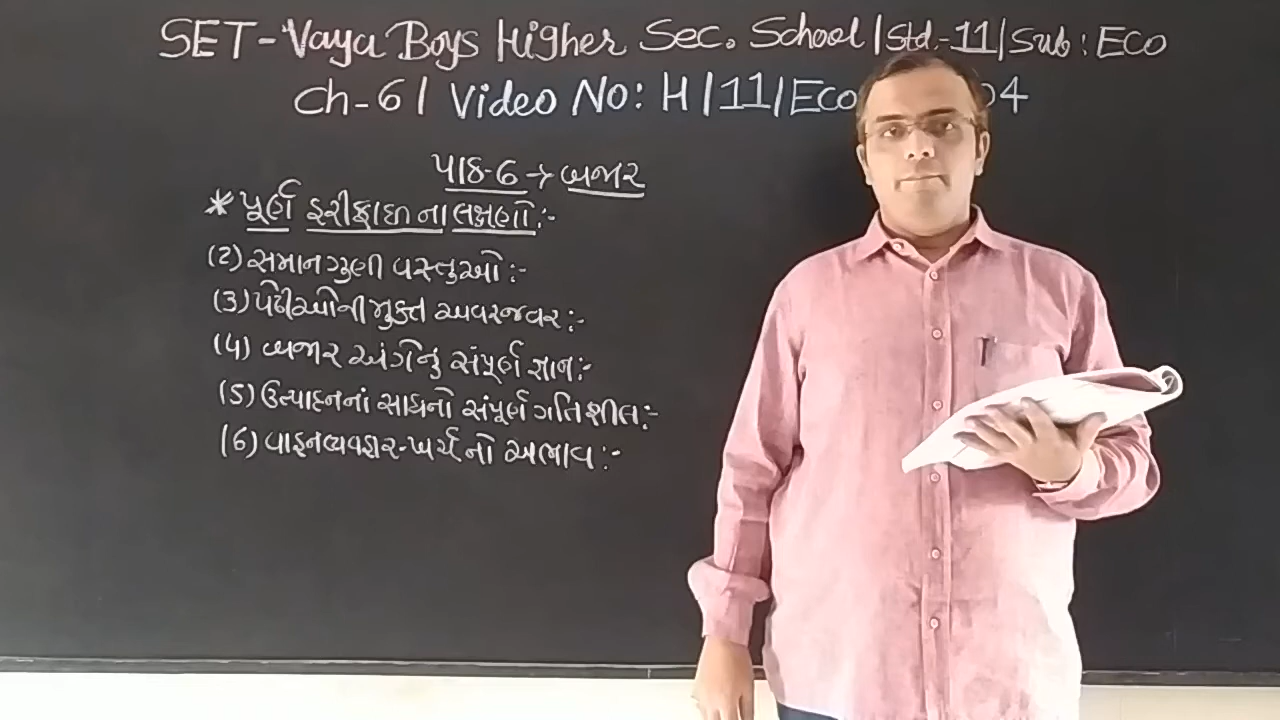 SET-Vaya Boys Higher Sec. School | Std.-11 | Sub: Eco
Ch-6 | Video No: H | 11 | Eco 04
પાઠ-6 → બજાર
* પૂર્ણ હરીફાઈ ના લક્ષણો:-
(2) સમાનગુણી વસ્તુઓ:-
(3) પેઢીઓની મુક્ત અવરજવર:-
(4) બજાર અંગેનું સંપૂર્ણ જ્ઞાન:-
(5) ઉત્પાદનનાં સાધનો સંપૂર્ણ ગતિશીલ:-
(6) વાહનવ્યવહાર-ખર્ચ નો અભાવ:-